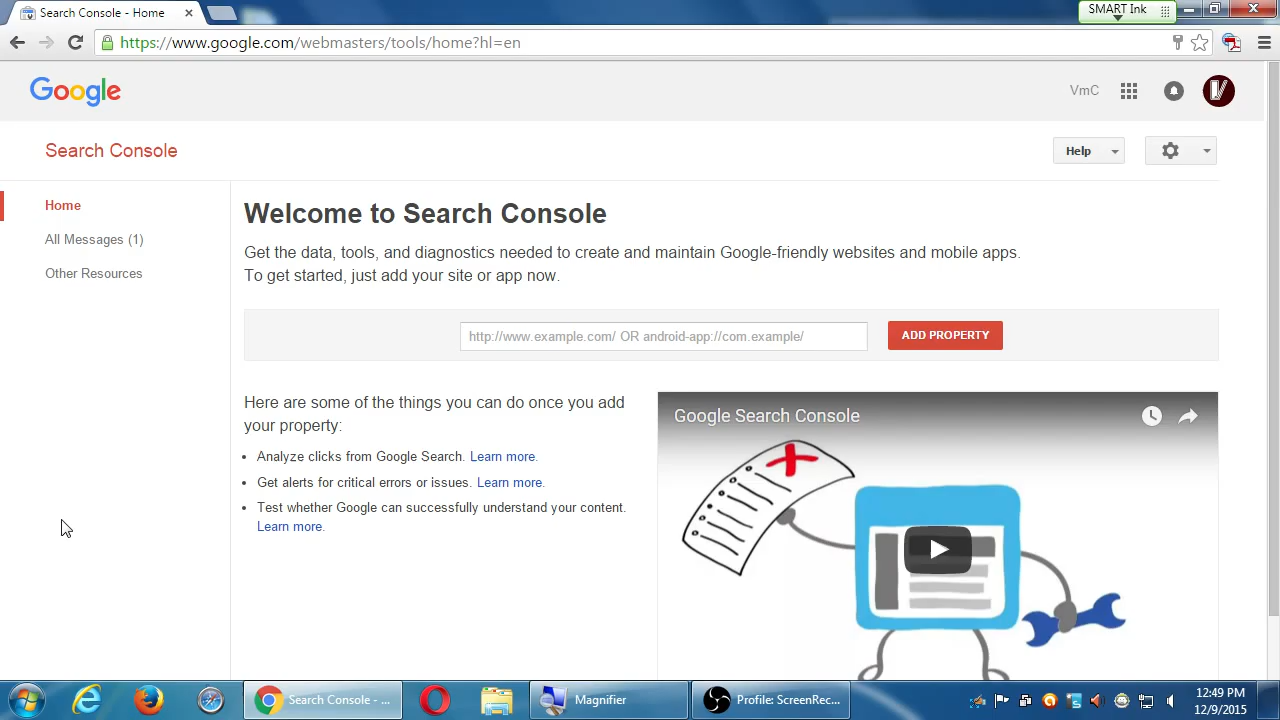 Search Console - Home
SMART Ink
https://www.google.com/webmasters/tools/home?hl=en
Google
VmC
Search Console
Help
Home
All Messages (1)
Other Resources
Welcome to Search Console
Get the data, tools, and diagnostics needed to create and maintain Google-friendly websites and mobile apps.
To get started, just add your site or app now.
http://www.example.com/ OR android-app://com.example/
ADD PROPERTY
Here are some of the things you can do once you add
your property:
Analyze clicks from Google Search. Learn more.
Get alerts for critical errors or issues. Learn more.
Test whether Google can successfully understand your content.
Learn more.
Google Search Console
Search Console - ...
Magnifier
Profile: ScreenRec...
12:49 PM
12/9/2015